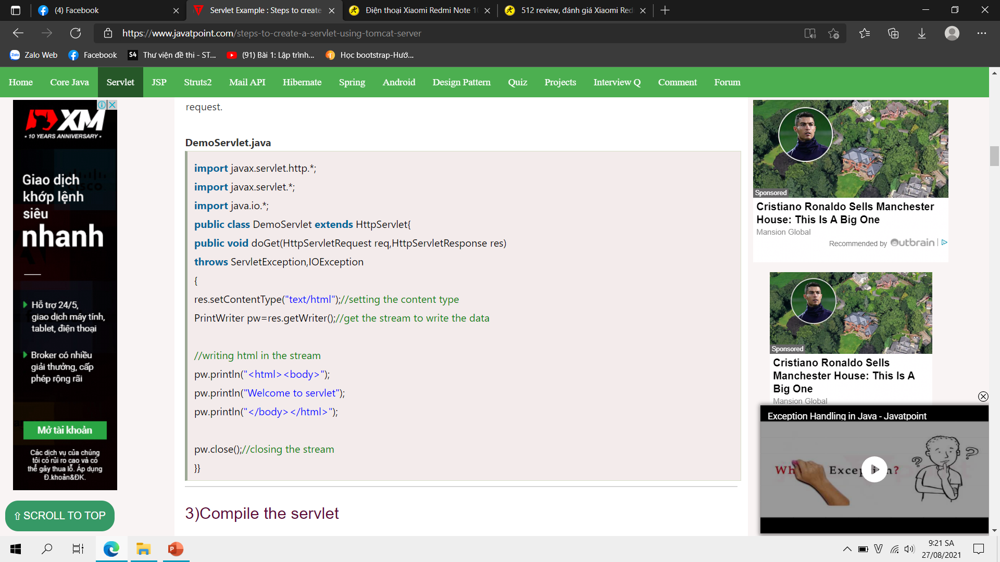 (4) Facebook
Servlet Example : Steps to create
Điện thoại Xiaomi Redmi Note 10
512 review, đánh giá Xiaomi Red
https://www.javatpoint.com/steps-to-create-a-servlet-using-tomcat-server
Zalo Web
Facebook
S4 Thư viện đề thi - ST...
(91) Bài 1: Lập trình...
Học bootstrap-Hướ...
Home Core Java Servlet JSP Struts2 Mail API Hibernate Spring Android Design Pattern Quiz Projects Interview Q Comment Forum
XM
• 10 YEARS ANNIVERSARY •
Giao dịch
khớp lệnh
siêu
nhanh
Hỗ trợ 24/5,
giao dịch máy tính,
tablet, điện thoại
Broker có nhiều
giải thưởng, cấp
phép rộng rãi
Mở tài khoản
Các dịch vụ của chúng
tôi có rủi ro cao và có
thể gây thua lỗ. Áp dụng
Đ.khoản&ĐK.
⇧ SCROLL TO TOP
request.
DemoServlet.java
import javax.servlet.http.*;
import javax.servlet.*;
import java.io.*;
public class DemoServlet extends HttpServlet{
public void doGet(HttpServletRequest req,HttpServletResponse res)
throws ServletException,IOException
{
res.setContentType("text/html");//setting the content type
PrintWriter pw=res.getWriter();//get the stream to write the data
//writing html in the stream
pw.println("<html><body>");
pw.println("Welcome to servlet");
pw.println("</body></html>");
pw.close();//closing the stream
}}
3)Compile the servlet
Sponsored
Cristiano Ronaldo Sells Manchester
House: This Is A Big One
Mansion Global
Recommended by Outbrain
Sponsored
Cristiano Ronaldo Sells
Manchester House: This Is A
Big One
Mansion Global
Exception Handling in Java - Javatpoint
9:21 SA
27/08/2021